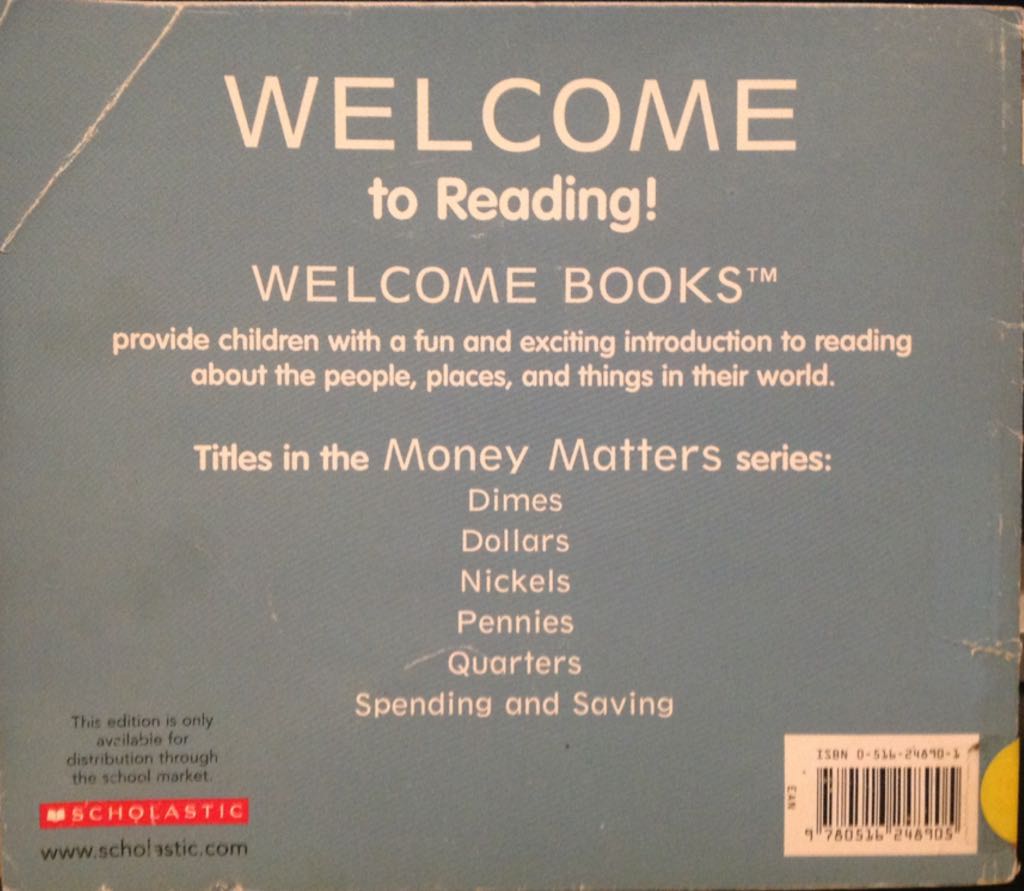 WELCOME
to Reading!
WELCOME BOOKS™
provide children with a fun and exciting introduction to reading
about the people, places, and things in their world.
Titles in the Money Matters series:
Dimes
Dollars
Nickels
Pennies
Quarters
Spending and Saving
This edition is only
available for
distribution through
the school market.
SCHOLASTIC
www.scholastic.com
ISBN 0-516-24890-1
EAN
9 780516 248905